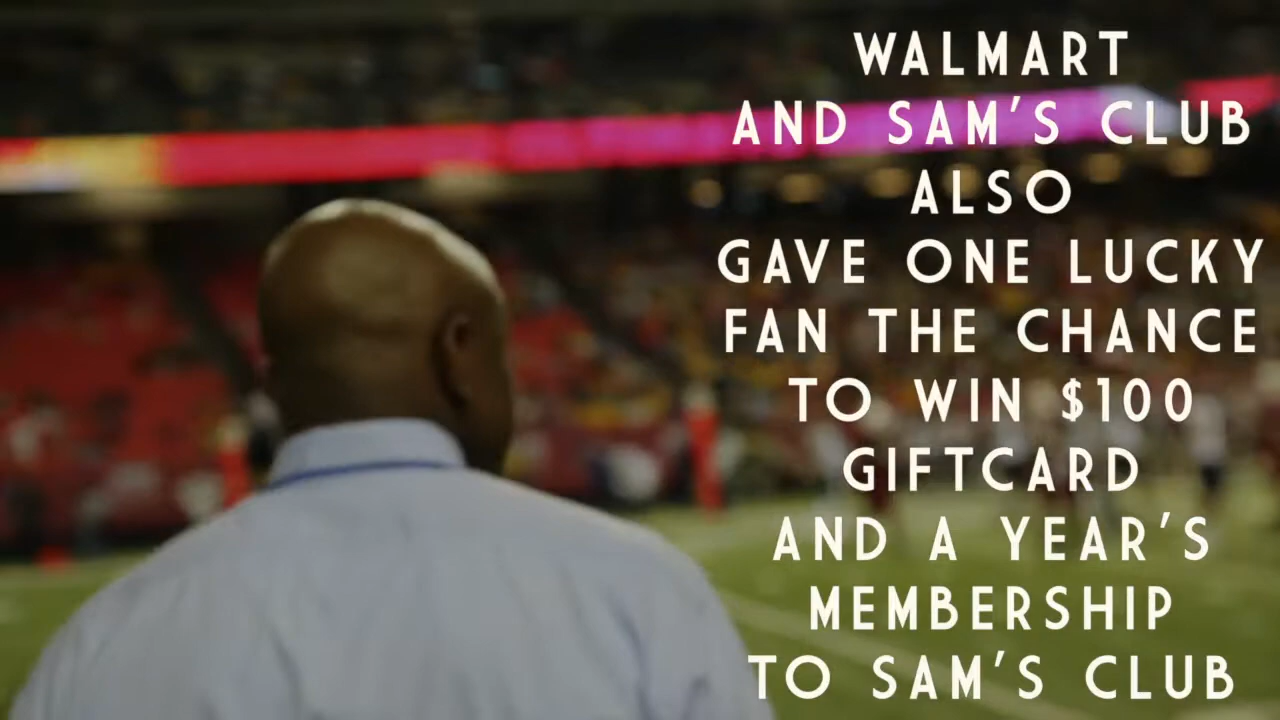 WALMART
AND SAM'S CLUB
ALSO
GAVE ONE LUCKY
FAN THE CHANCE
TO WIN $100
GIFTCARD
AND A YEAR'S
MEMBERSHIP
TO SAM'S CLUB